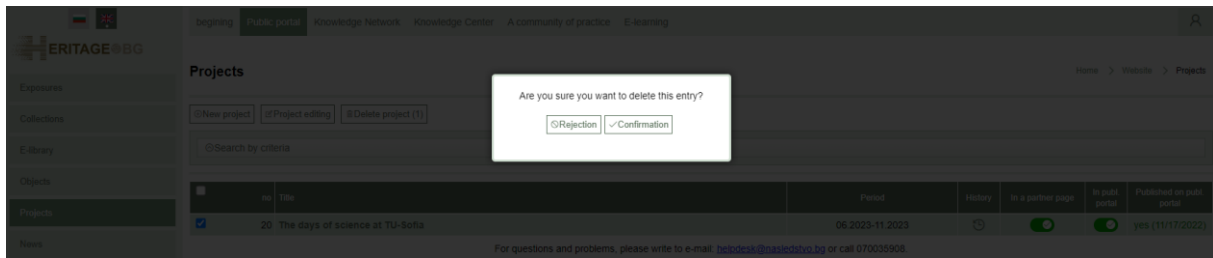 begining Public portal Knowledge Network Knowledge Center A community of practice E-learning
HERITAGE BG
Projects
Home > Website > Projects
Exposures
Collections
E-library
Objects
Projects
News
New project Project editing Delete project (1)
Search by criteria
Are you sure you want to delete this entry?
Rejection Confirmation
no Title Period History In a partner page In publ. portal Published on publ. portal
20 The days of science at TU-Sofia 06.2023-11.2023 yes (11/17/2022)
For questions and problems, please write to e-mail: helpdesk@nasledstvo.bg or call 070035908.